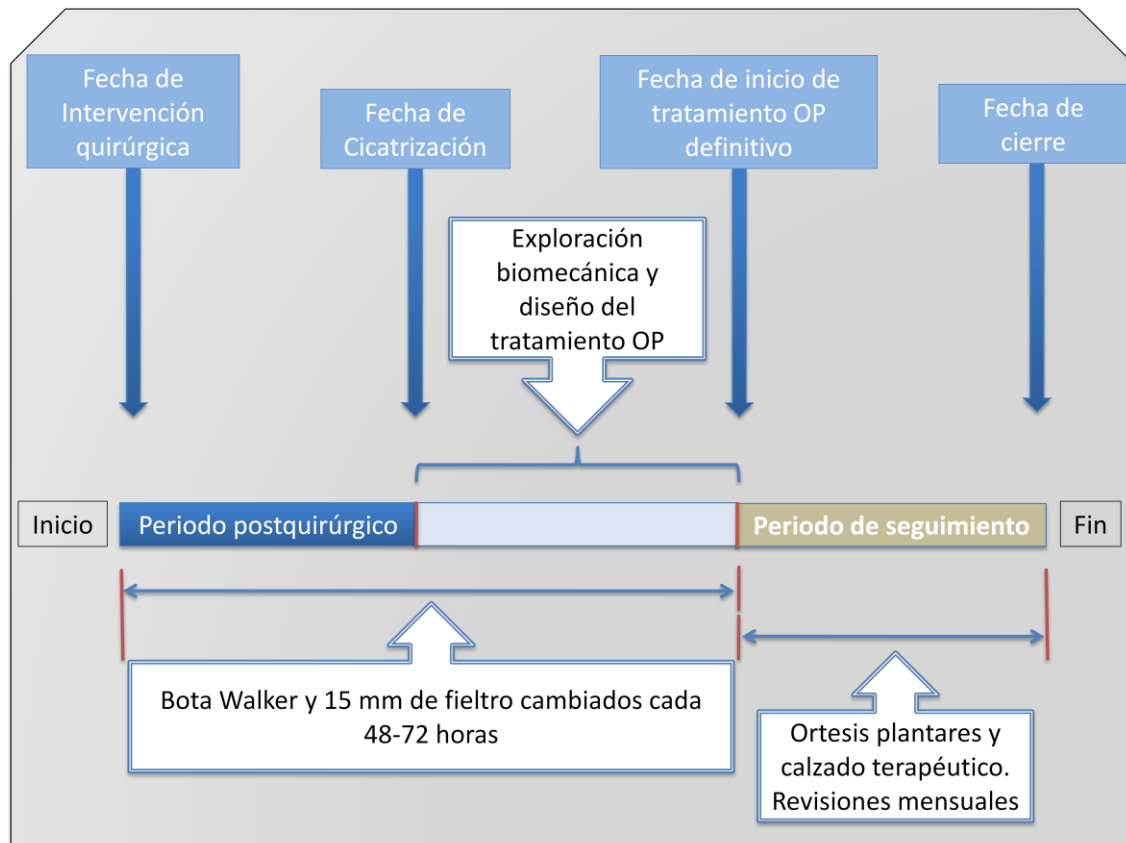 Fecha de
Intervención
quirúrgica
Fecha de
Cicatrización
Fecha de inicio de
tratamiento OP
definitivo
Fecha de
cierre
Exploración
biomecánica y
diseño del
tratamiento OP
Inicio
Periodo postquirúrgico
Periodo de seguimiento
Fin
Bota Walker y 15 mm de fieltro cambiados cada
48-72 horas
Ortesis plantares y
calzado terapéutico.
Revisiones mensuales